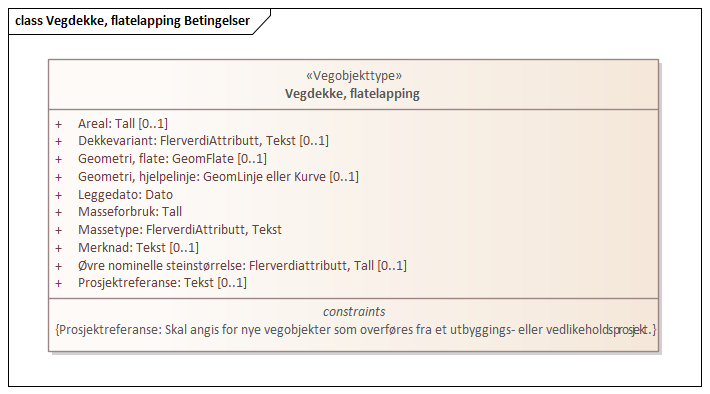 class Vegdekke, flatelapping Betingelser
«Vegobjekttype»
Vegdekke, flatelapping
+ Areal: Tall [0..1]
+ Dekkevariant: FlerverdiAttributt, Tekst [0..1]
+ Geometri, flate: GeomFlate [0..1]
+ Geometri, hjelpelinje: GeomLinje eller Kurve [0..1]
+ Leggedato: Dato
+ Masseforbruk: Tall
+ Massetype: FlerverdiAttributt, Tekst
+ Merknad: Tekst [0..1]
+ Øvre nominelle steinstørrelse: Flerverdiattributt, Tall [0..1]
+ Prosjektreferanse: Tekst [0..1]
constraints
{Prosjektreferanse: Skal angis for nye vegobjekter som overføres fra et utbyggings- eller vedlikeholdsprosjekt.}